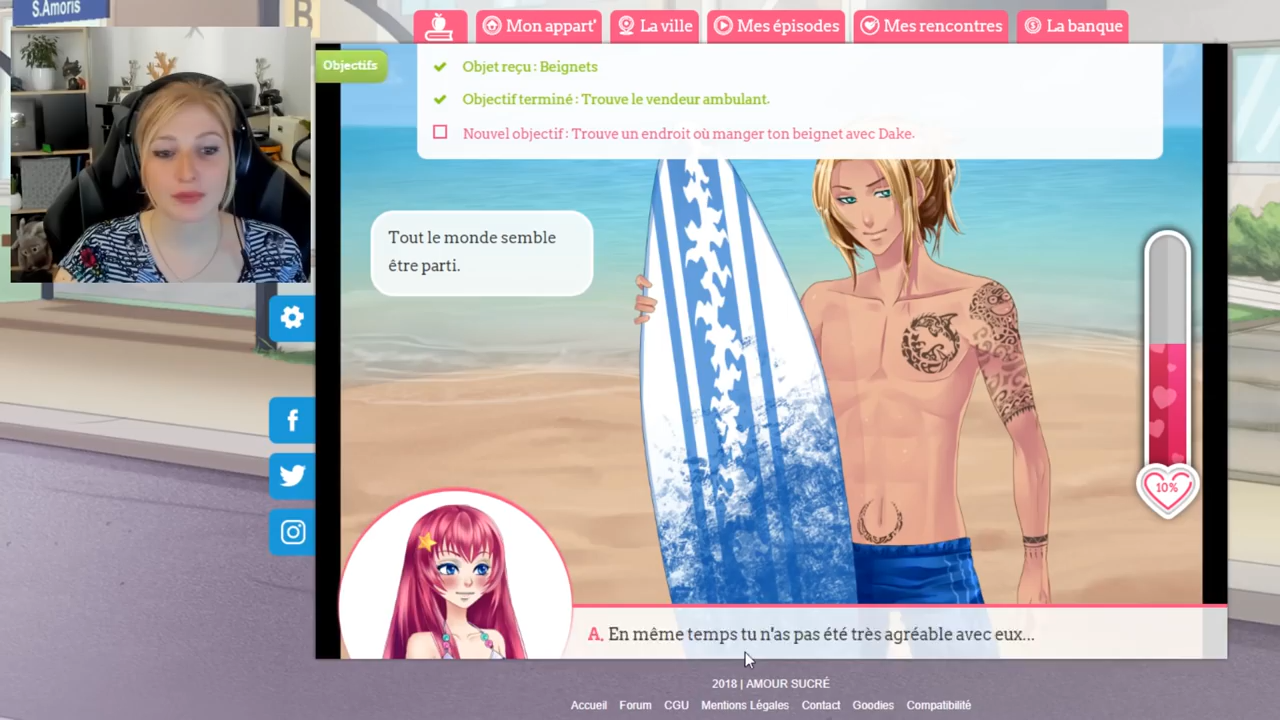 S.Amoris
B
Mon appart'
La ville
Mes épisodes
Mes rencontres
La banque
Objectifs
Objet reçu : Beignets
Objectif terminé : Trouve le vendeur ambulant.
Nouvel objectif : Trouve un endroit où manger ton beignet avec Dake.
Tout le monde semble
être parti.
10%
A. En même temps tu n'as pas été très agréable avec eux...
2018 | AMOUR SUCRÉ
Accueil Forum CGU Mentions Légales Contact Goodies Compatibilité